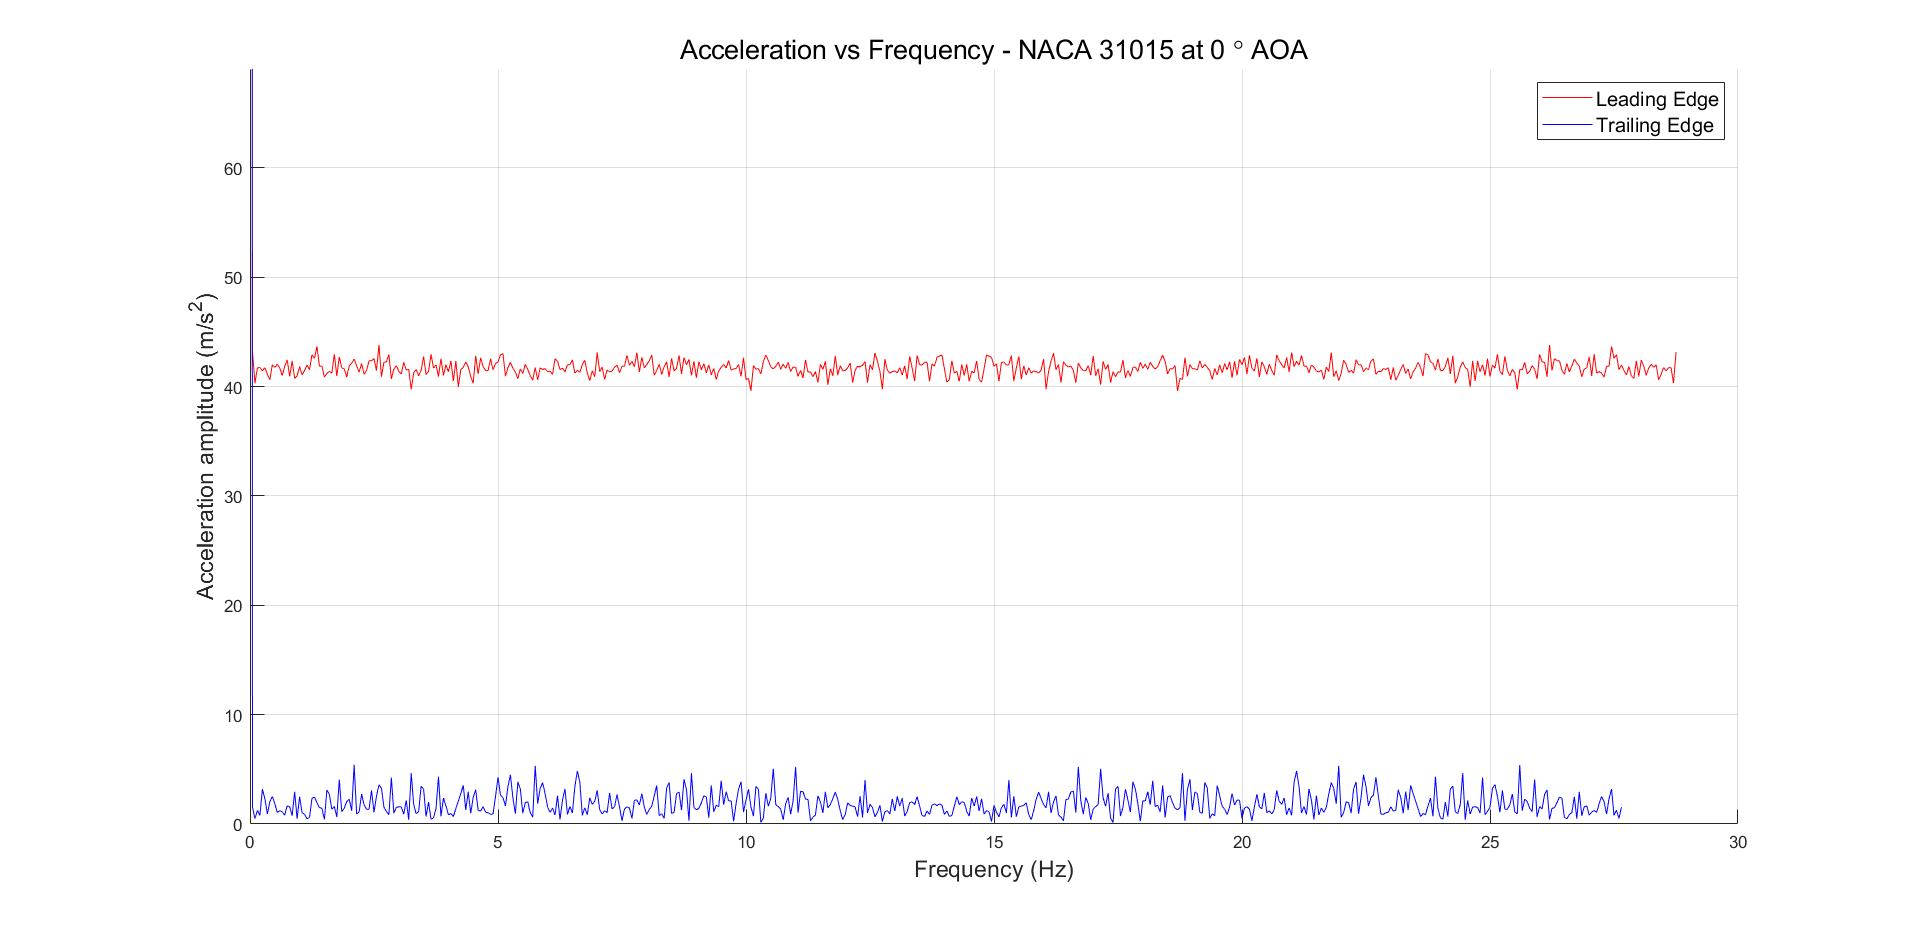 Acceleration vs Frequency - NACA 31015 at 0 ° AOA
Leading Edge
Trailing Edge
Acceleration amplitude (m/s²)
60
50
40
30
20
10
0
0 5 10 15 20 25 30
Frequency (Hz)